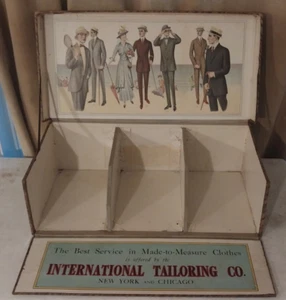 The Best Service in Made-to-Measure Clothes
is offered by the
INTERNATIONAL TAILORING CO.
NEW YORK AND CHICAGO